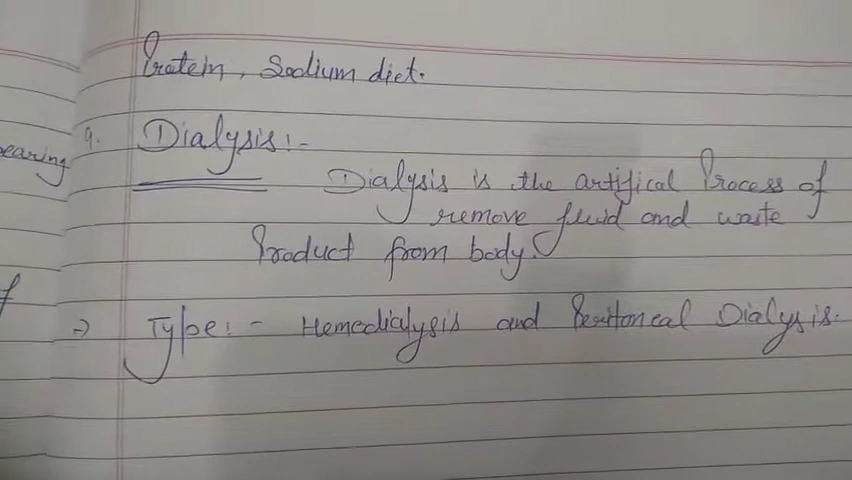 Protein, Sodium diet.
9. Dialysis:-
earing
Dialysis is the artifical Process of
remove fluid and waste
Product from body.
f
→ Type:- Hemodialysis and Peritoneal Dialysis.